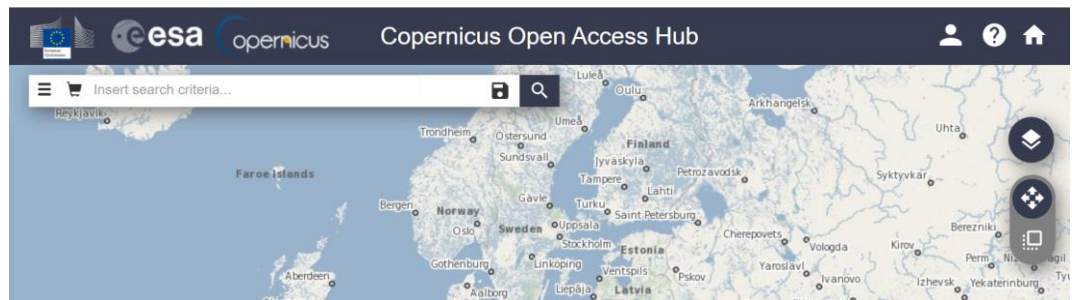 esa opernicus Copernicus Open Access Hub
Insert search criteria...
Luleå
Oulu
Arkhangelsk
Reykjavik
Umeå
Trondheim
Östersund
Finland
Uhta
Sundsvall
Jyväskylä
Petrozavodsk
Faroe Islands
Tampere
Syktyvkar
Lahti
Gävle
Turku
Bergen
Norway
Saint Petersburg
Oslo
Sweden
Uppsala
Cherepovets
Berezniki
Stockholm
Estonia
Vologda
Kirov
Gothenburg
Linköping
Ventspils
Pskov
Yaroslavl
Perm
Aberdeen
Ivanovo
Izhevsk
Yekaterinburg
Aalborg
Liepāja
Latvia